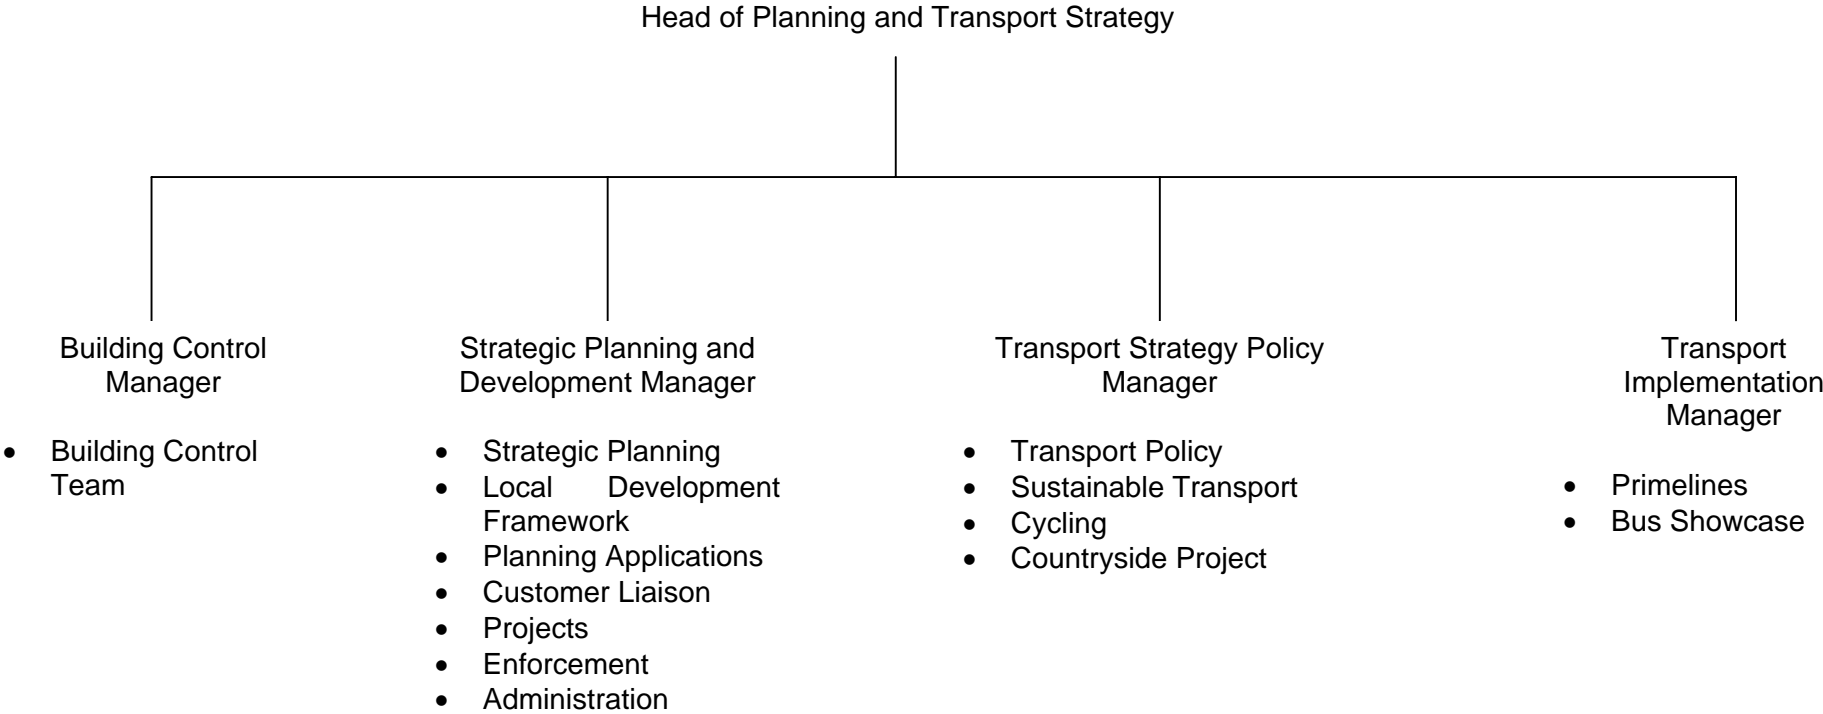 Head of Planning and Transport Strategy
Building Control
Manager
• Building Control
Team
Strategic Planning and
Development Manager
• Strategic Planning
• Local Development
Framework
• Planning Applications
• Customer Liaison
• Projects
• Enforcement
• Administration
Transport Strategy Policy
Manager
• Transport Policy
• Sustainable Transport
• Cycling
• Countryside Project
Transport
Implementation
Manager
• Primelines
• Bus Showcase